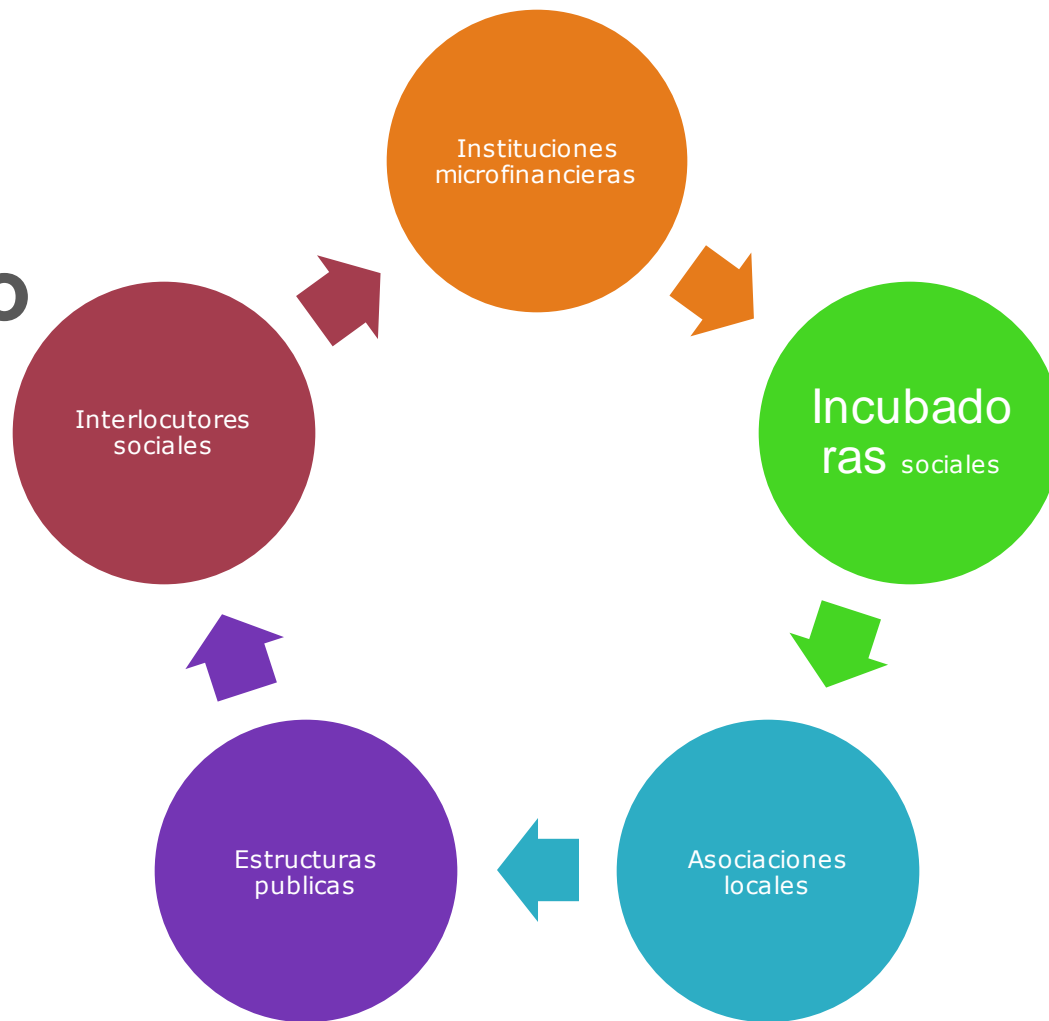 Instituciones
microfinancieras
o
Incubado
ras sociales
Interlocutores
sociales
Estructuras
publicas
Asociaciones
locales